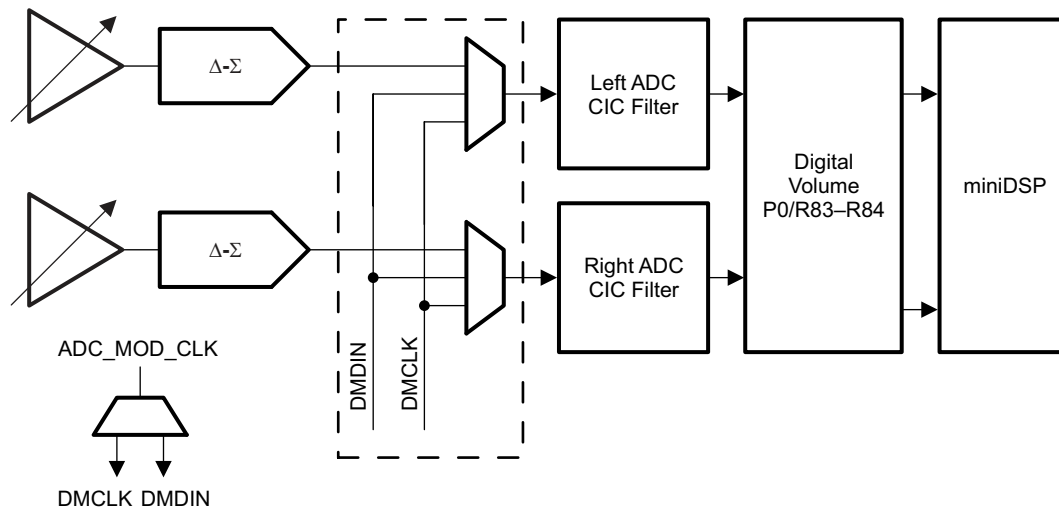 Δ-Σ
Left ADC
CIC Filter
Digital
Volume
P0/R83–R84
miniDSP
Δ-Σ
Right ADC
CIC Filter
DMDIN
DMCLK
ADC_MOD_CLK
DMCLK DMDIN